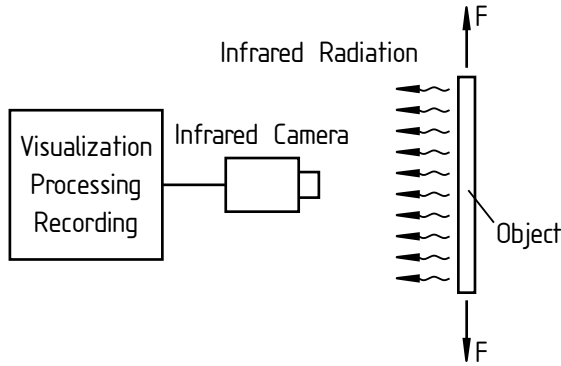 F
Infrared Radiation
Infrared Camera
Visualization
Processing
Recording
Object
F